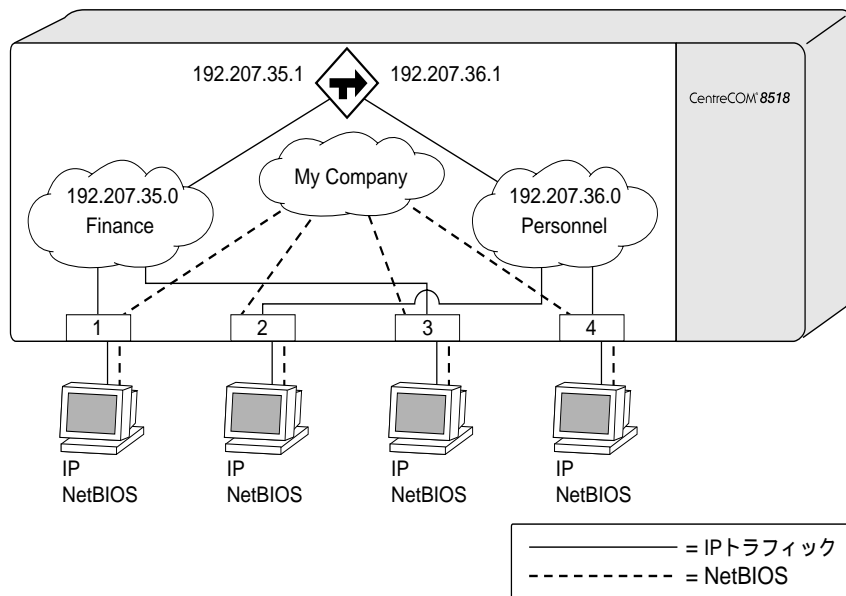 192.207.35.1
192.207.36.1
CentreCOM® 8518
My Company
192.207.35.0
Finance
192.207.36.0
Personnel
1
2
3
4
IP
NetBIOS
IP
NetBIOS
IP
NetBIOS
IP
NetBIOS
= IPトラフィック
= NetBIOS